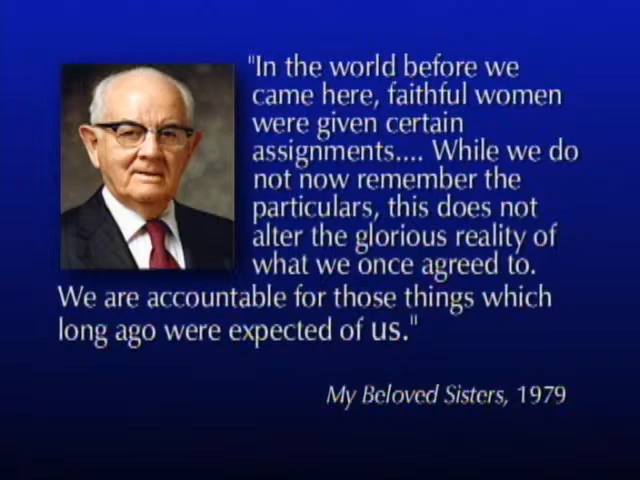 "In the world before we
came here, faithful women
were given certain
assignments.... While we do
not now remember the
particulars, this does not
alter the glorious reality of
what we once agreed to.
We are accountable for those things which
long ago were expected of us."
My Beloved Sisters, 1979